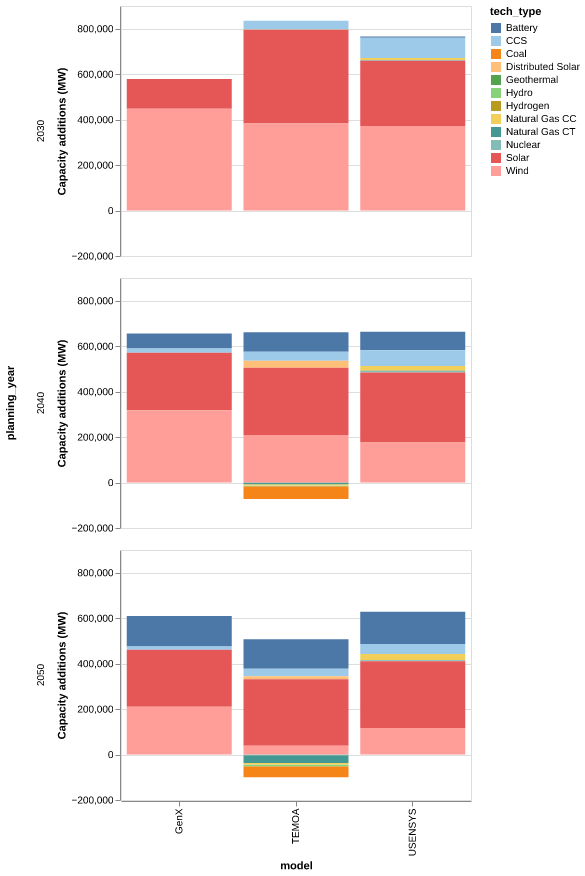 tech_type
Battery
CCS
Coal
Distributed Solar
Geothermal
Hydro
Hydrogen
Natural Gas CC
Natural Gas CT
Nuclear
Solar
Wind
planning_year
2030
Capacity additions (MW)
800,000
600,000
400,000
200,000
0
−200,000
2040
Capacity additions (MW)
800,000
600,000
400,000
200,000
0
−200,000
2050
Capacity additions (MW)
800,000
600,000
400,000
200,000
0
−200,000
GenX
TEMOA
USENSYS
model